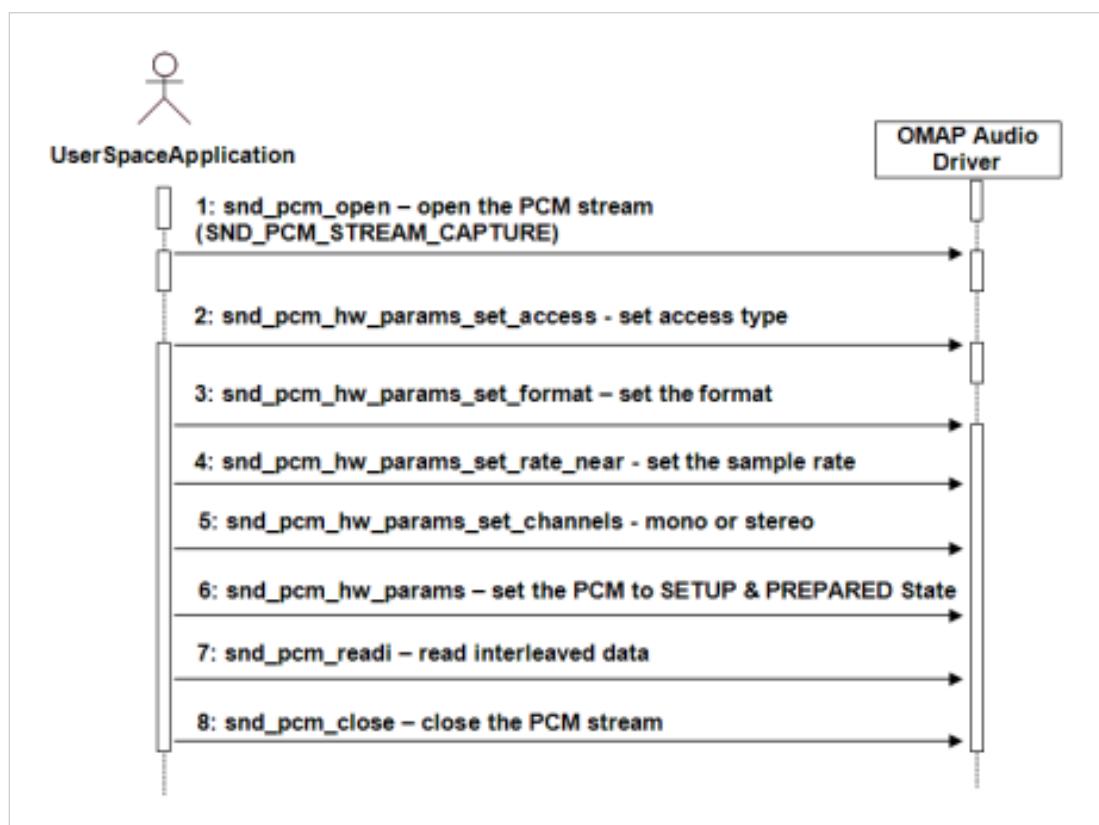 UserSpaceApplication
OMAP Audio
Driver
1: snd_pcm_open – open the PCM stream
(SND_PCM_STREAM_CAPTURE)
2: snd_pcm_hw_params_set_access - set access type
3: snd_pcm_hw_params_set_format – set the format
4: snd_pcm_hw_params_set_rate_near - set the sample rate
5: snd_pcm_hw_params_set_channels - mono or stereo
6: snd_pcm_hw_params – set the PCM to SETUP & PREPARED State
7: snd_pcm_readi – read interleaved data
8: snd_pcm_close – close the PCM stream